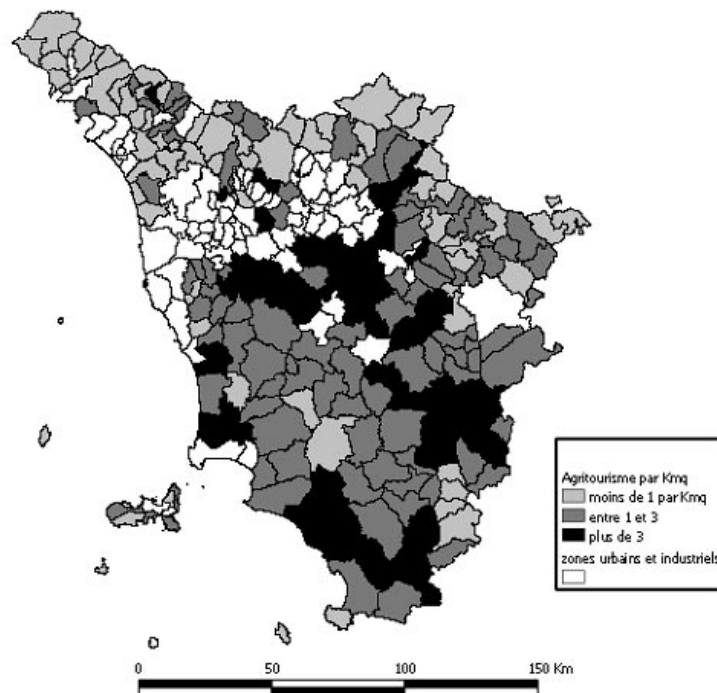 Agritourisme par Kmq
moins de 1 par Kmq
entre 1 et 3
plus de 3
zones urbains et industriels
0 50 100 150 Km